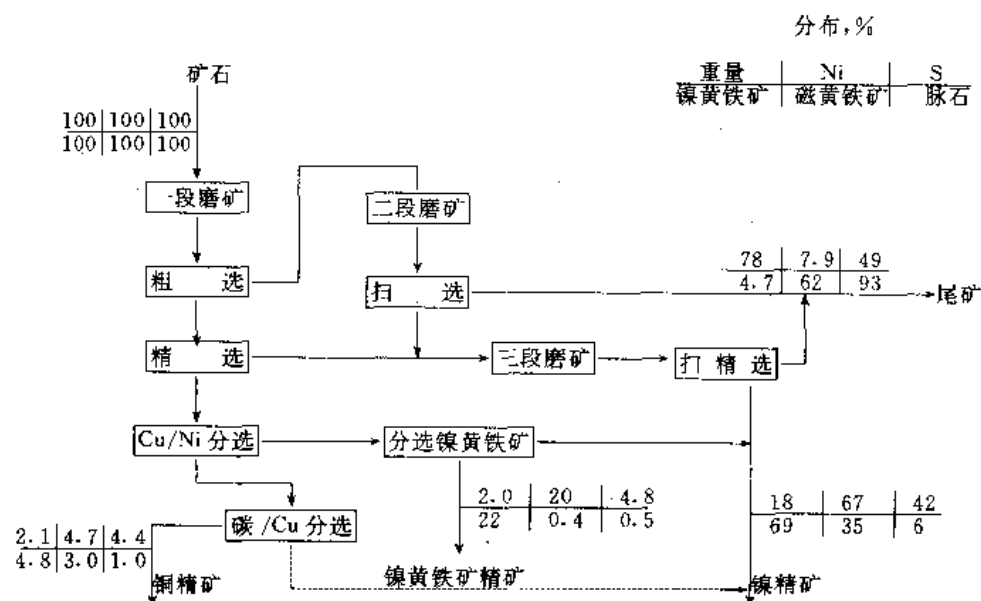 分布,%
重量 Ni S
镍黄铁矿 磁黄铁矿 脉石
矿石
100 100 100
100 100 100
一段磨矿
二段磨矿
粗 选
扫 选
78 7.9 49
4.7 62 93
尾矿
精 选
三段磨矿
扫 精 选
Cu/Ni 分选
分选镍黄铁矿
2.0 20 4.8
22 0.4 0.5
18 67 42
69 35 6
碳/Cu 分选
2.1 4.7 4.4
4.8 3.0 1.0
铜精矿
镍黄铁矿精矿
镍精矿